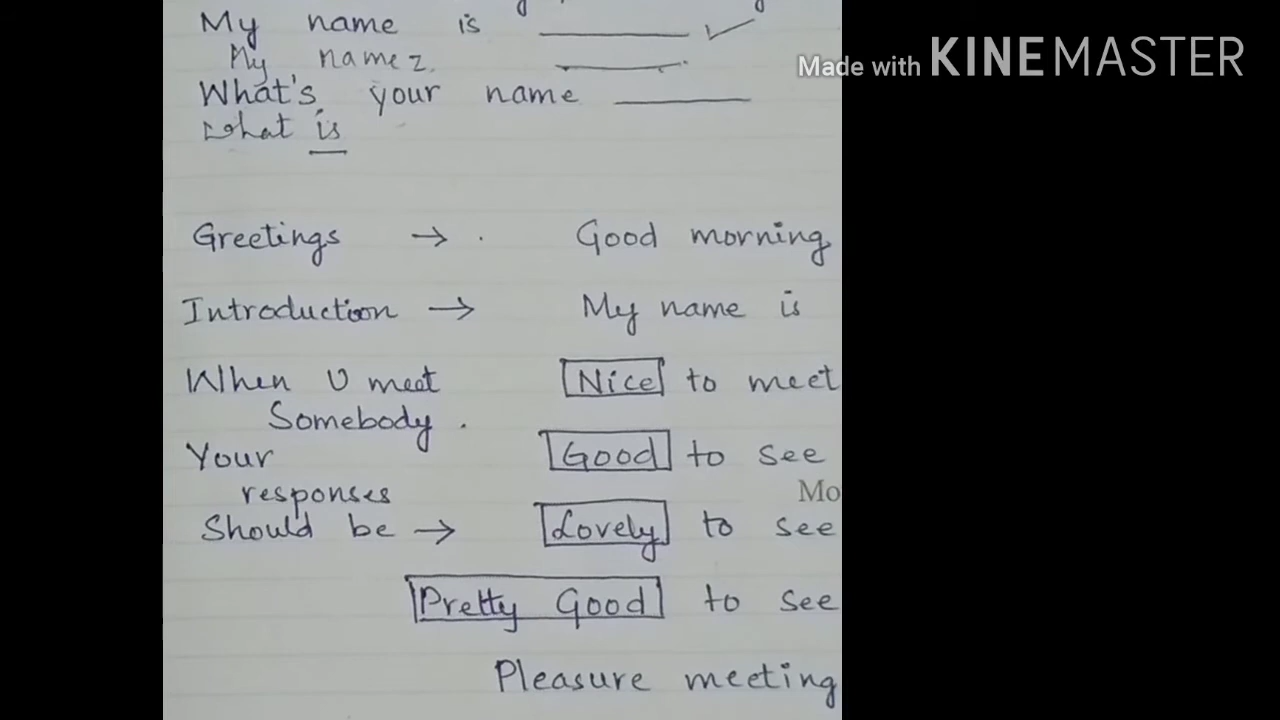 My name is
Made with KINEMASTER
My namez.
What's your name
what is
Greetings → Good morning
Introduction → My name is
When U meet Nice to meet
Somebody.
Your Good to see
responses Mo
Should be → Lovely to see
Pretty Good to see
Pleasure meeting